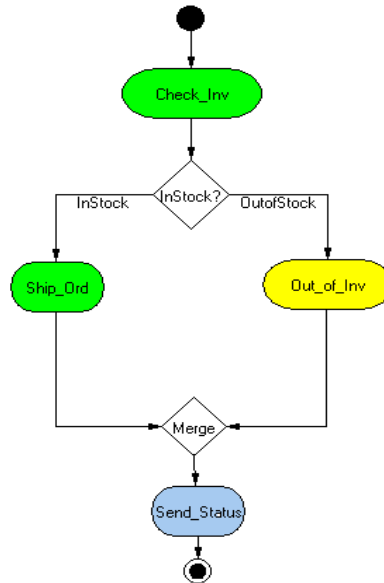 Check_Inv
InStock?
InStock
OutofStock
Ship_Ord
Out_of_Inv
Merge
Send_Status